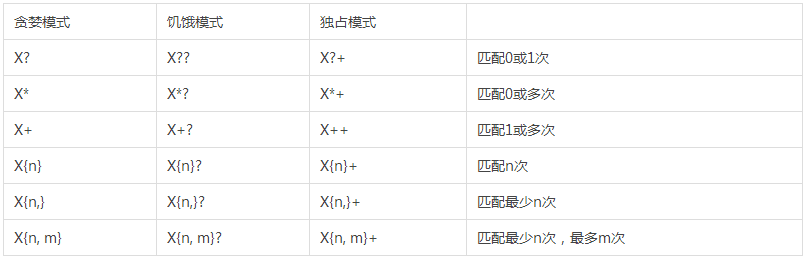 贪婪模式 饥饿模式 独占模式
X? X?? X?+ 匹配0或1次
X* X*? X*+ 匹配0或多次
X+ X+? X++ 匹配1或多次
X{n} X{n}? X{n}+ 匹配n次
X{n,} X{n,}? X{n,}+ 匹配最少n次
X{n, m} X{n, m}? X{n, m}+ 匹配最少n次，最多m次